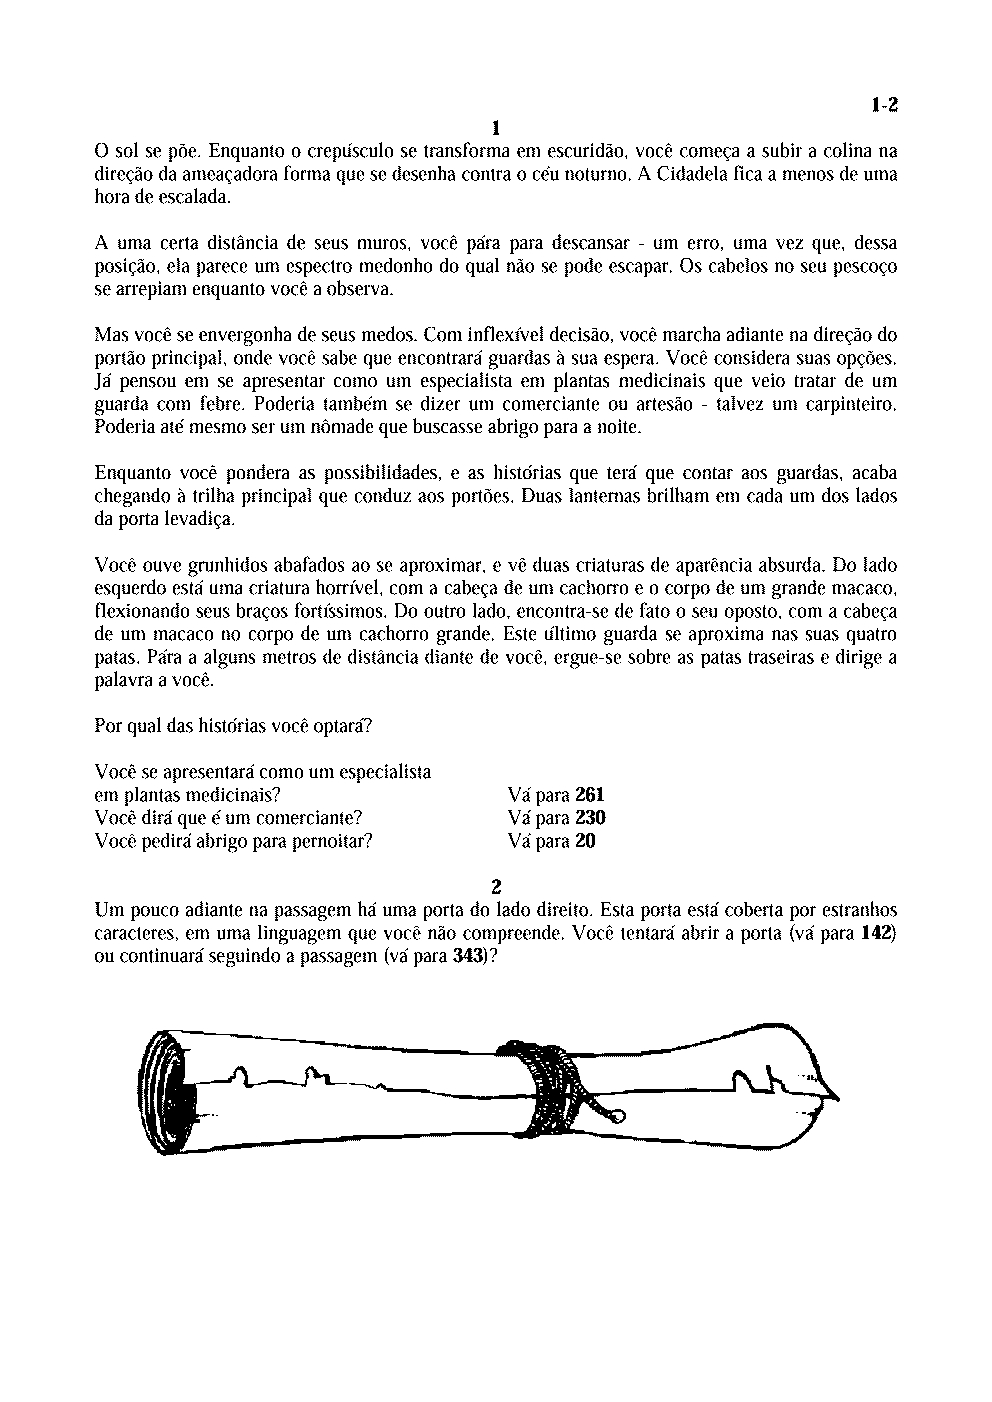 1-2
1
O sol se põe. Enquanto o crepúsculo se transforma em escuridão, você começa a subir a colina na
direção da ameaçadora forma que se desenha contra o céu noturno. A Cidadela fica a menos de uma
hora de escalada.
A uma certa distância de seus muros, você pára para descansar - um erro, uma vez que, dessa
posição, ela parece um espectro medonho do qual não se pode escapar. Os cabelos no seu pescoço
se arrepiam enquanto você a observa.
Mas você se envergonha de seus medos. Com inflexível decisão, você marcha adiante na direção do
portão principal, onde você sabe que encontrará guardas à sua espera. Você considera suas opções.
Já pensou em se apresentar como um especialista em plantas medicinais que veio tratar de um
guarda com febre. Poderia também se dizer um comerciante ou artesão - talvez um carpinteiro.
Poderia até mesmo ser um nômade que buscasse abrigo para a noite.
Enquanto você pondera as possibilidades, e as histórias que terá que contar aos guardas, acaba
chegando à trilha principal que conduz aos portões. Duas lanternas brilham em cada um dos lados
da porta levadiça.
Você ouve grunhidos abafados ao se aproximar, e vê duas criaturas de aparência absurda. Do lado
esquerdo está uma criatura horrível, com a cabeça de um cachorro e o corpo de um grande macaco,
flexionando seus braços fortíssimos. Do outro lado, encontra-se de fato o seu oposto, com a cabeça
de um macaco no corpo de um cachorro grande. Este último guarda se aproxima nas suas quatro
patas. Pára a alguns metros de distância diante de você, ergue-se sobre as patas traseiras e dirige a
palavra a você.
Por qual das histórias você optará?
Você se apresentará como um especialista
em plantas medicinais? Vá para 261
Você dirá que é um comerciante? Vá para 230
Você pedirá abrigo para pernoitar? Vá para 20
2
Um pouco adiante na passagem há uma porta do lado direito. Esta porta está coberta por estranhos
caracteres, em uma linguagem que você não compreende. Você tentará abrir a porta (vá para 142)
ou continuará seguindo a passagem (vá para 343)?